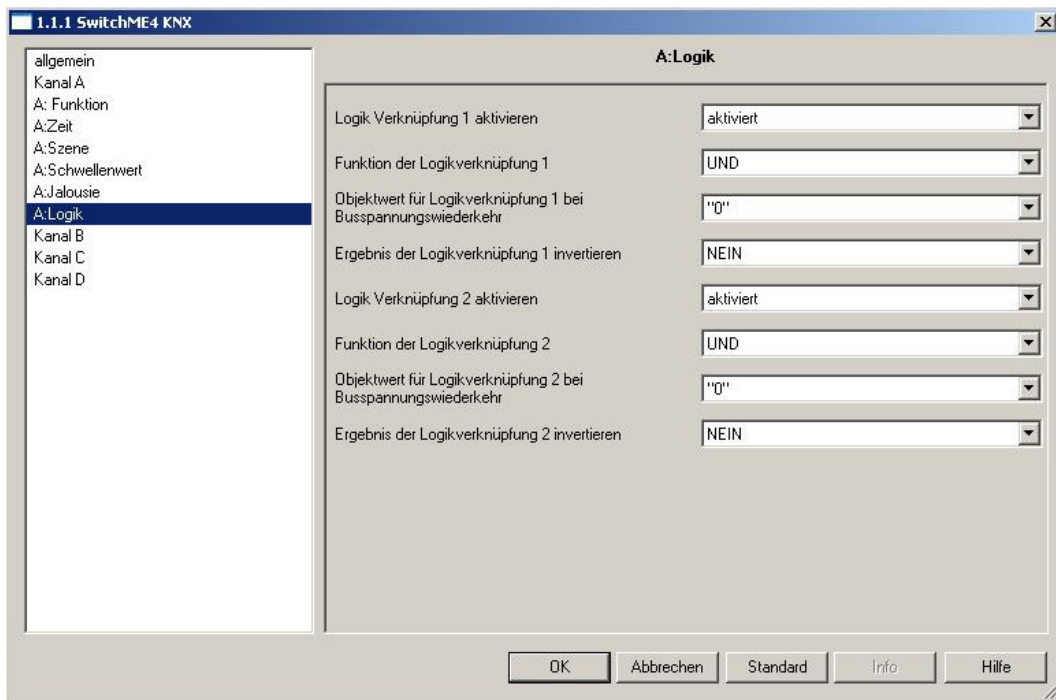 1.1.1 SwitchME4 KNX
allgemein
Kanal A
A: Funktion
A:Zeit
A:Szene
A:Schwellenwert
A:Jalousie
A:Logik
Kanal B
Kanal C
Kanal D
A:Logik
Logik Verknüpfung 1 aktivieren
aktiviert
Funktion der Logikverknüpfung 1
UND
Objektwert für Logikverknüpfung 1 bei
Busspannungswiederkehr
"0"
Ergebnis der Logikverknüpfung 1 invertieren
NEIN
Logik Verknüpfung 2 aktivieren
aktiviert
Funktion der Logikverknüpfung 2
UND
Objektwert für Logikverknüpfung 2 bei
Busspannungswiederkehr
"0"
Ergebnis der Logikverknüpfung 2 invertieren
NEIN
OK
Abbrechen
Standard
Info
Hilfe